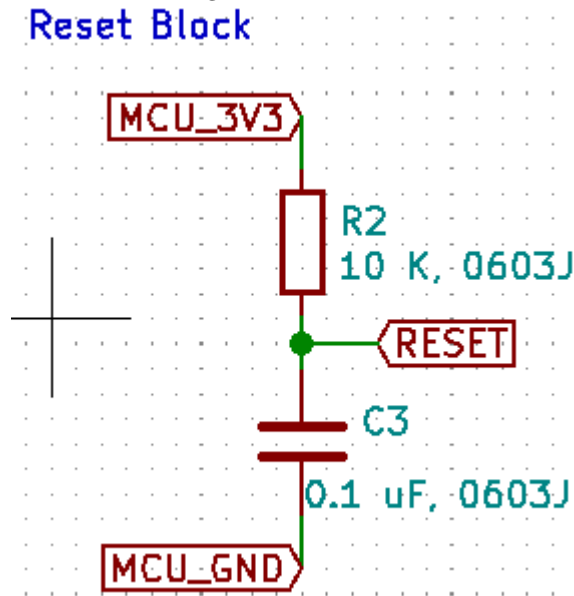 Reset Block
MCU_3V3
R2
10 K, 0603J
RESET
C3
0.1 uF, 0603J
MCU_GND